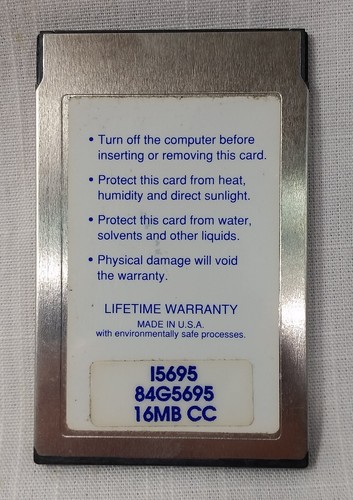 • Turn off the computer before
inserting or removing this card.
• Protect this card from heat,
humidity and direct sunlight.
• Protect this card from water,
solvents and other liquids.
• Physical damage will void
the warranty.
LIFETIME WARRANTY
MADE IN U.S.A.
with environmentally safe processes.
I5695
84G5695
16MB CC